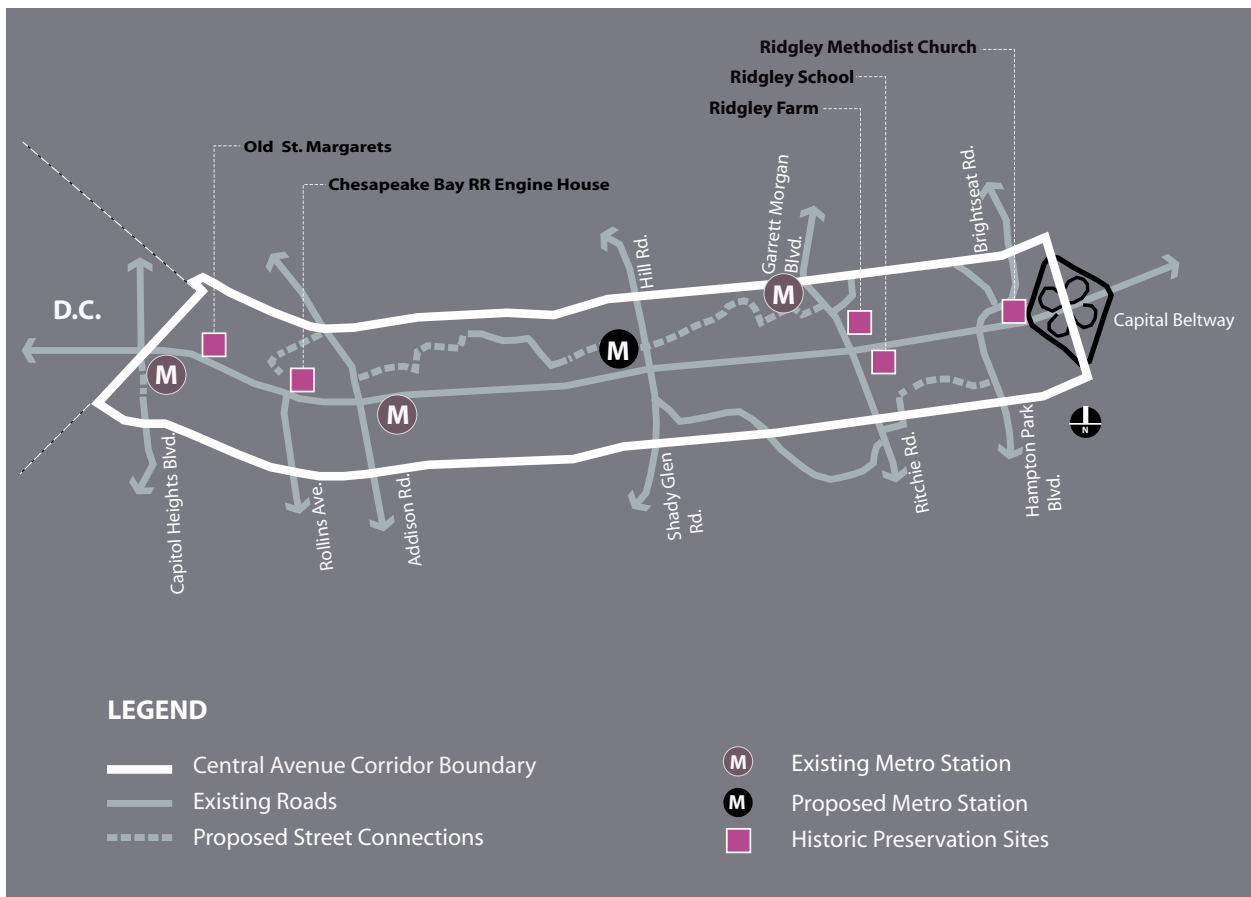 Ridgley Methodist Church
Ridgley School
Ridgley Farm
Old St. Margarets
Chesapeake Bay RR Engine House
Garrett Morgan
Blvd.
Brightseat Rd.
Hill Rd.
D.C.
M
M
M
M
Capital Beltway
N
Capitol Heights Blvd.
Rollins Ave.
Addison Rd.
Shady Glen
Rd.
Ritchie Rd.
Hampton Park
Blvd.
LEGEND
Central Avenue Corridor Boundary
Existing Roads
Proposed Street Connections
M Existing Metro Station
M Proposed Metro Station
Historic Preservation Sites